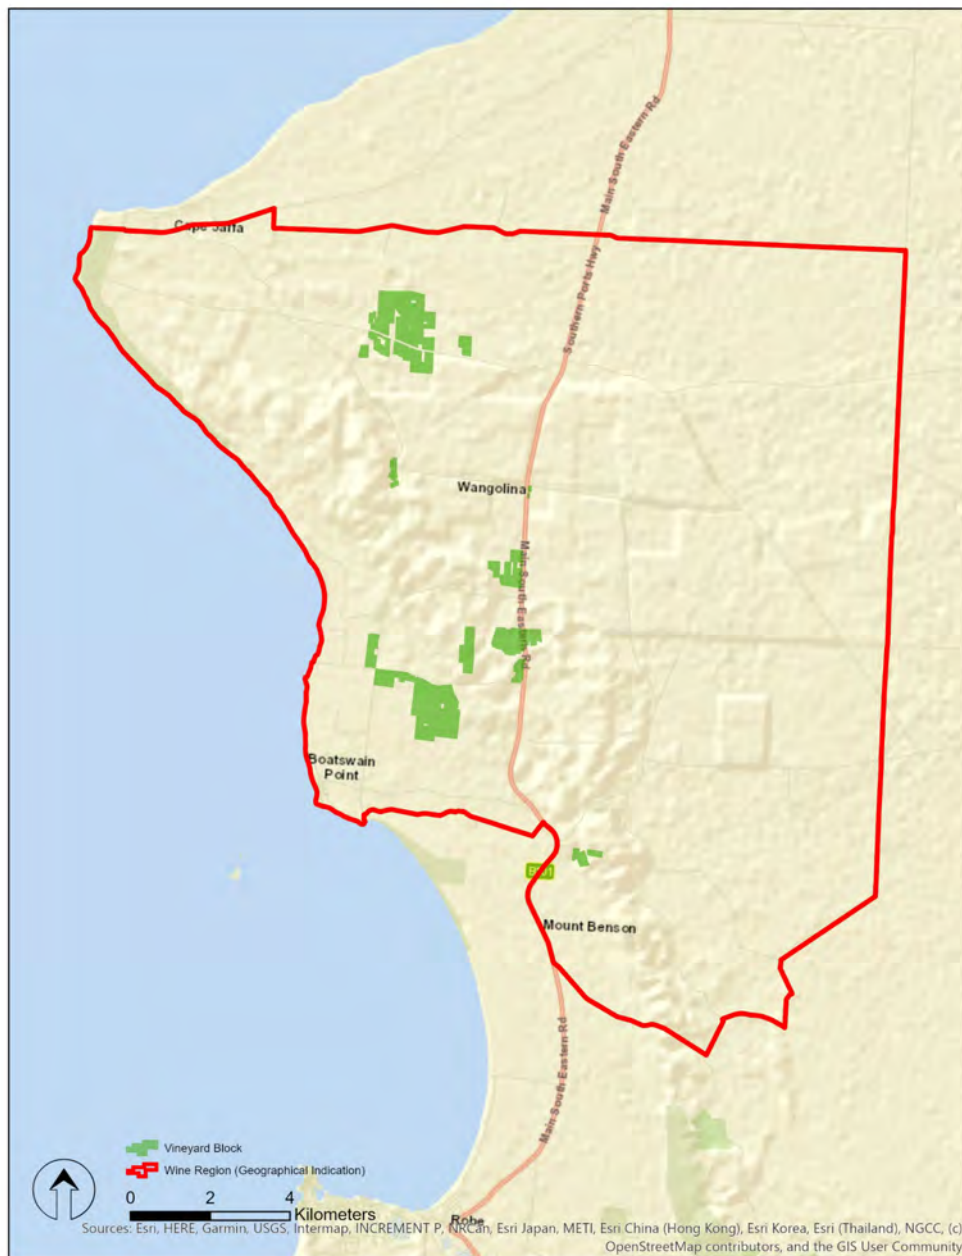 Main South Eastern Rd
Cape Jaffa
Southern Ports Hwy
Wangolina
Main South Eastern Rd
Boatswain
Point
B101
Mount Benson
Main South Eastern Rd
Vineyard Block
Wine Region (Geographical Indication)
0 2 4
Kilometers
Robe
Sources: Esri, HERE, Garmin, USGS, Intermap, INCREMENT P, NRCan, Esri Japan, METI, Esri China (Hong Kong), Esri Korea, Esri (Thailand), NGCC, (c)
OpenStreetMap contributors, and the GIS User Community